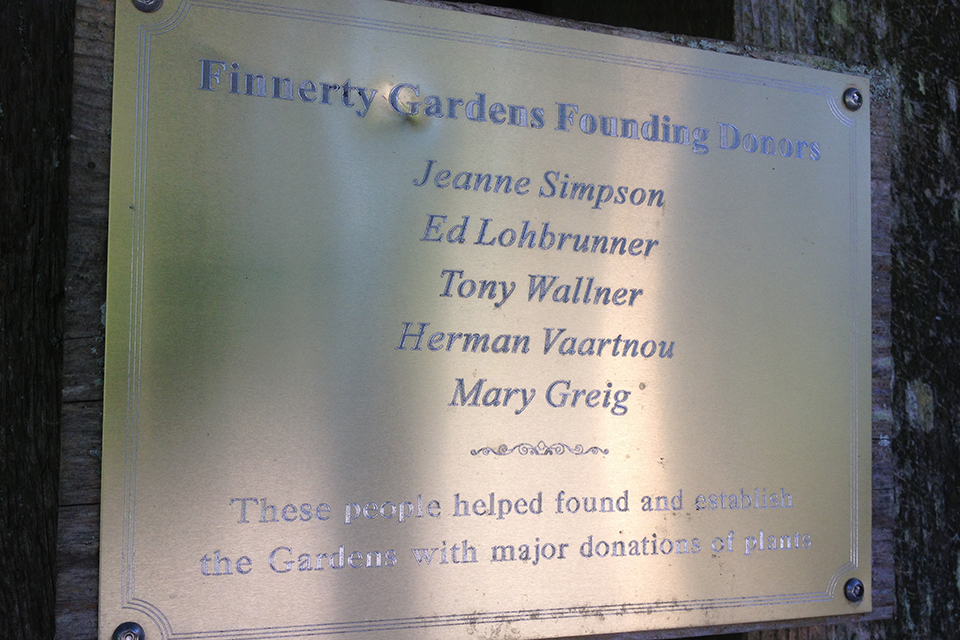 Finnerty Gardens Founding Donors
Jeanne Simpson
Ed Lohbrunner
Tony Wallner
Herman Vaartnou
Mary Greig
These people helped found and establish
the Gardens with major donations of plants